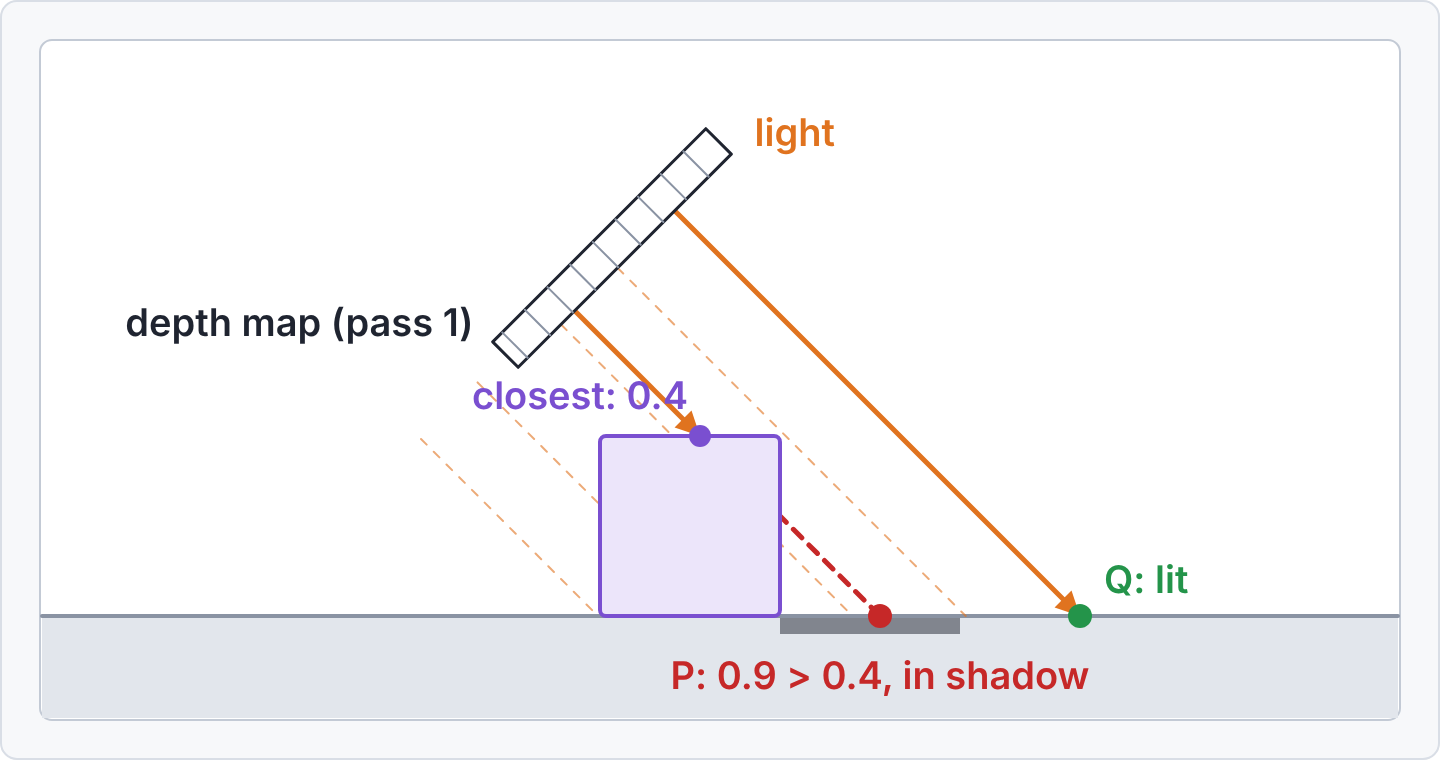 light
depth map (pass 1)
closest: 0.4
Q: lit
P: 0.9 > 0.4, in shadow